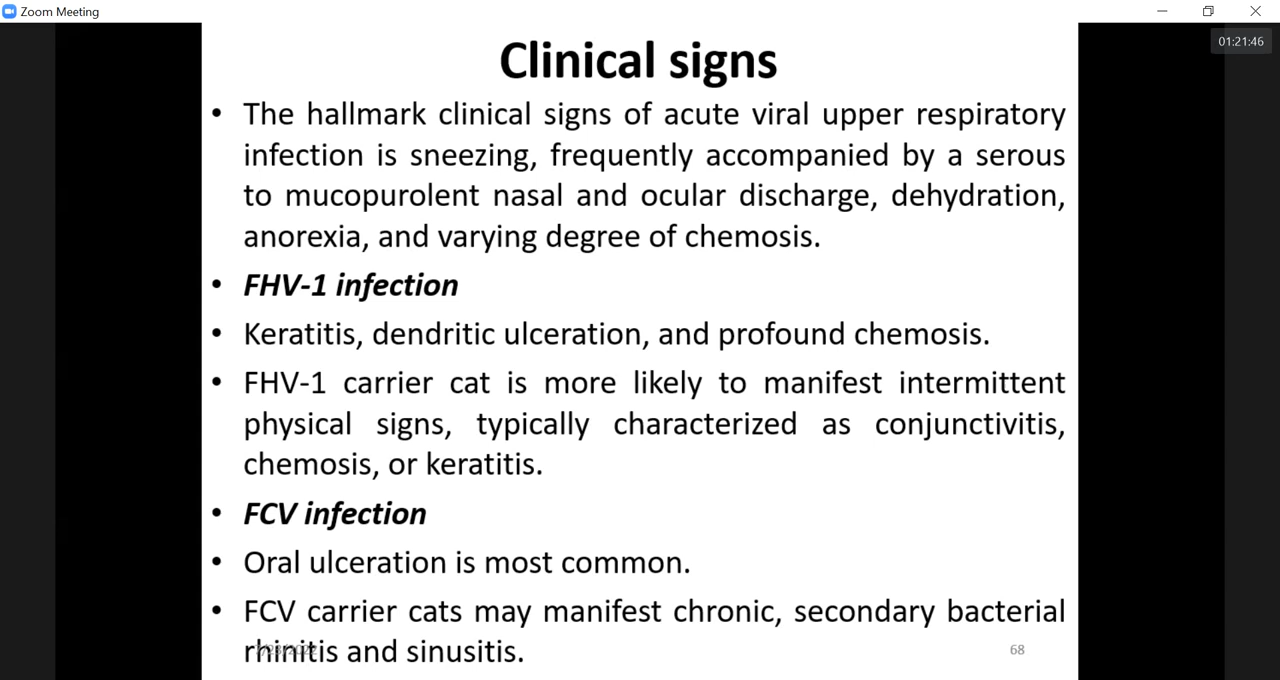 Zoom Meeting
01:21:46
Clinical signs
• The hallmark clinical signs of acute viral upper respiratory
infection is sneezing, frequently accompanied by a serous
to mucopurolent nasal and ocular discharge, dehydration,
anorexia, and varying degree of chemosis.
• FHV-1 infection
• Keratitis, dendritic ulceration, and profound chemosis.
• FHV-1 carrier cat is more likely to manifest intermittent
physical signs, typically characterized as conjunctivitis,
chemosis, or keratitis.
• FCV infection
• Oral ulceration is most common.
• FCV carrier cats may manifest chronic, secondary bacterial
rhinitis and sinusitis.
68